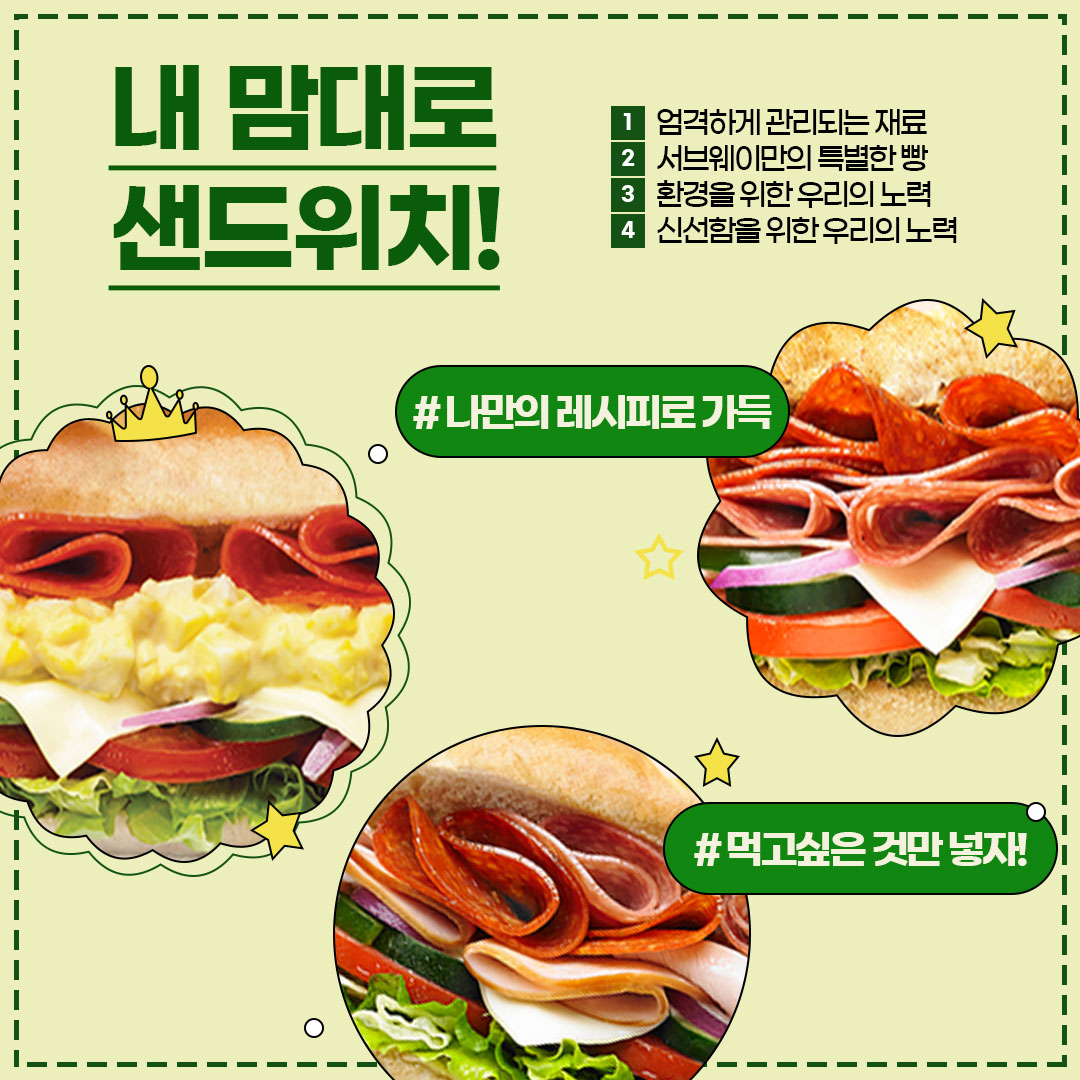 내 맘대로
샌드위치!
1 엄격하게 관리되는 재료
2 서브웨이만의 특별한 빵
3 환경을 위한 우리의 노력
4 신선함을 위한 우리의 노력
# 나만의 레시피로 가득
# 먹고싶은 것만 넣자!